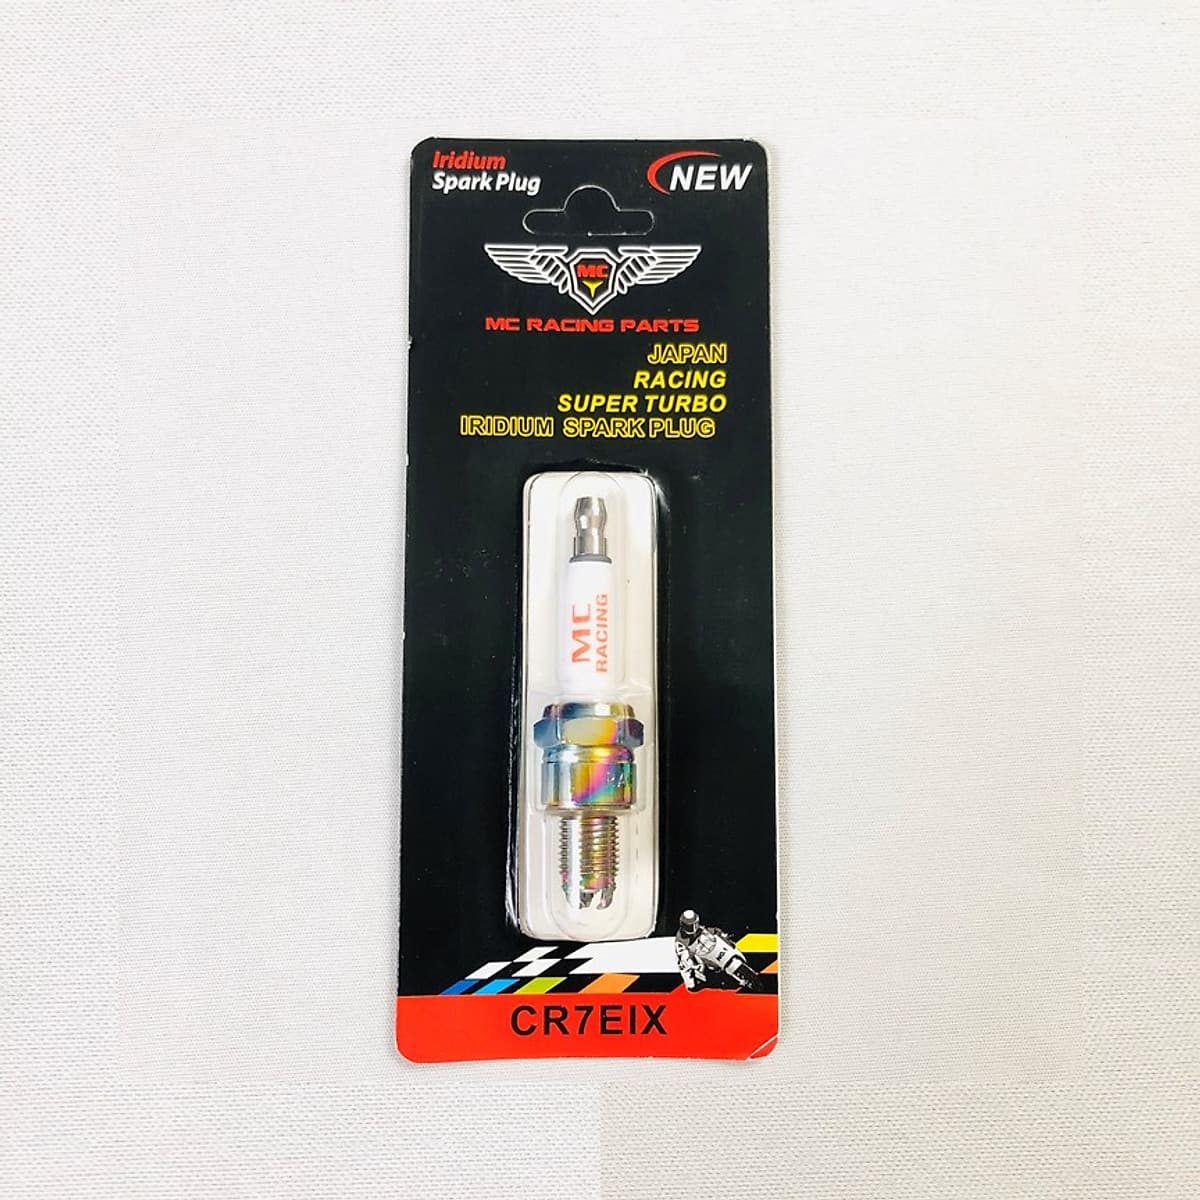 Iridium
Spark Plug
NEW
MC
MC RACING PARTS
JAPAN
RACING
SUPER TURBO
IRIDIUM SPARK PLUG
MC
RACING
CR7EIX